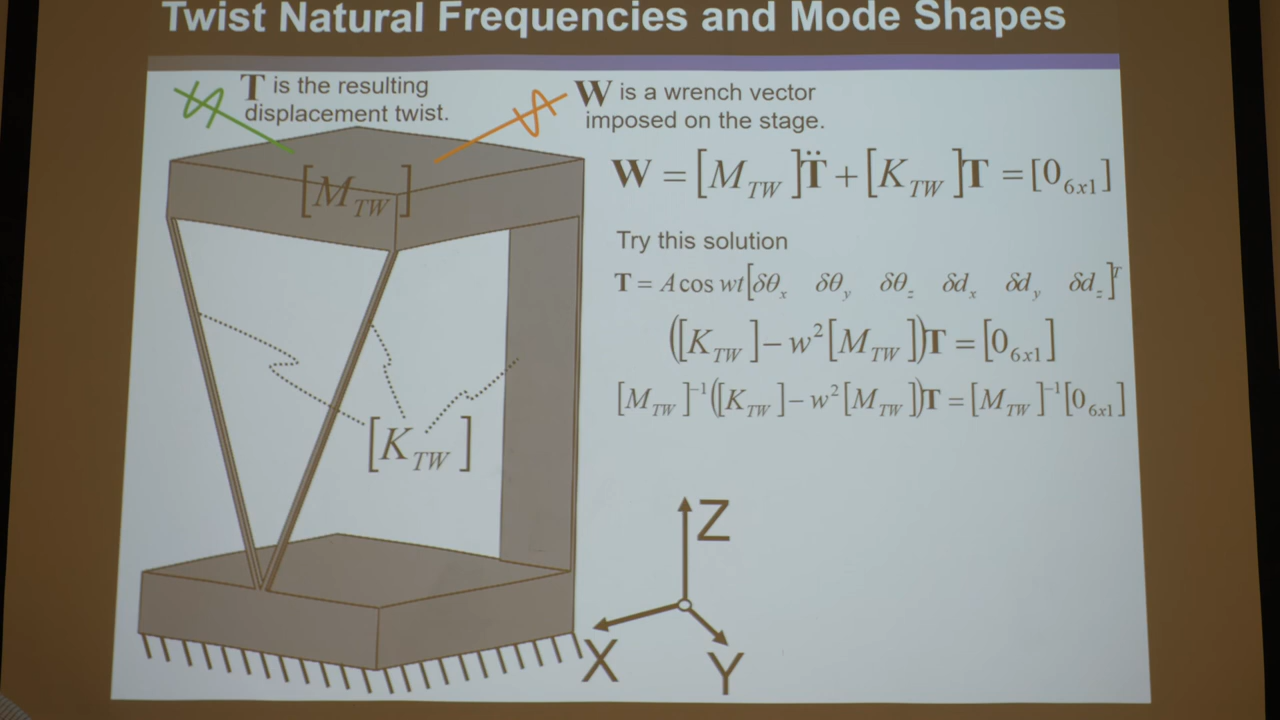 Twist Natural Frequencies and Mode Shapes
T is the resulting
displacement twist.
W is a wrench vector
imposed on the stage.
W = [M_TW]T̈ + [K_TW]T = [0_6x1]
[M_TW]
Try this solution
T = A cos wt[δθ_x δθ_y δθ_z δd_x δd_y δd_z]^T
([K_TW] − w²[M_TW])T = [0_6x1]
[M_TW]⁻¹([K_TW] − w²[M_TW])T = [M_TW]⁻¹[0_6x1]
[K_TW]
Z
X
Y